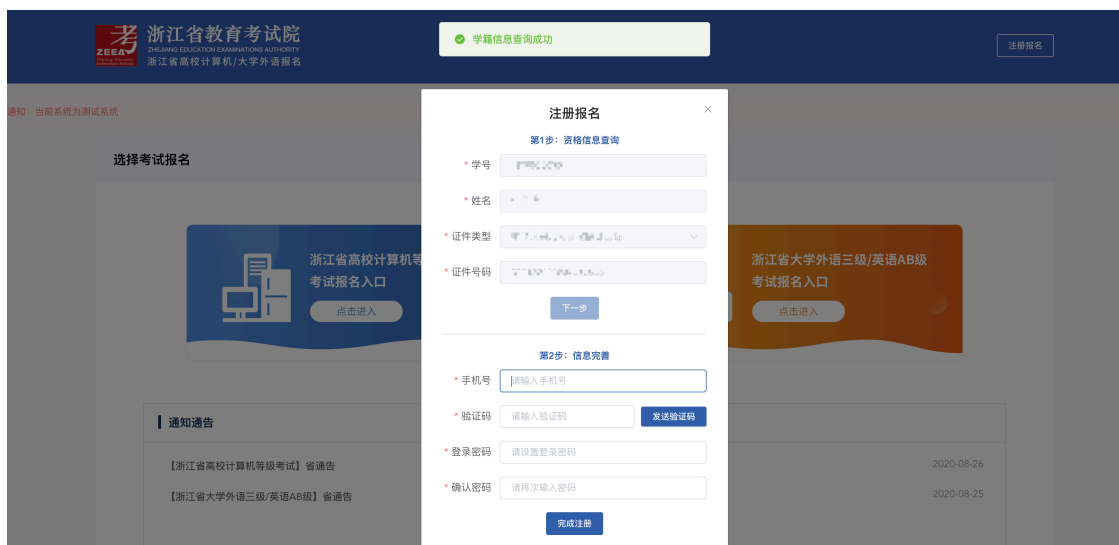 浙江省教育考试院
ZHEJIANG EDUCATION EXAMINATIONS AUTHORITY
浙江省高校计算机/大学外语报名
ZEEA
学籍信息查询成功
注册报名
通知：当前系统为测试系统
选择考试报名
浙江省高校计算机等
考试报名入口
点击进入
浙江省大学外语三级/英语AB级
考试报名入口
点击进入
通知通告
【浙江省高校计算机等级考试】省通告
2020-08-26
【浙江省大学外语三级/英语AB级】省通告
2020-08-25
注册报名
第1步：资格信息查询
* 学号
* 姓名
* 证件类型
* 证件号码
下一步
第2步：信息完善
* 手机号 请输入手机号
* 验证码 请输入验证码 发送验证码
* 登录密码 请设置登录密码
* 确认密码 请再次输入密码
完成注册